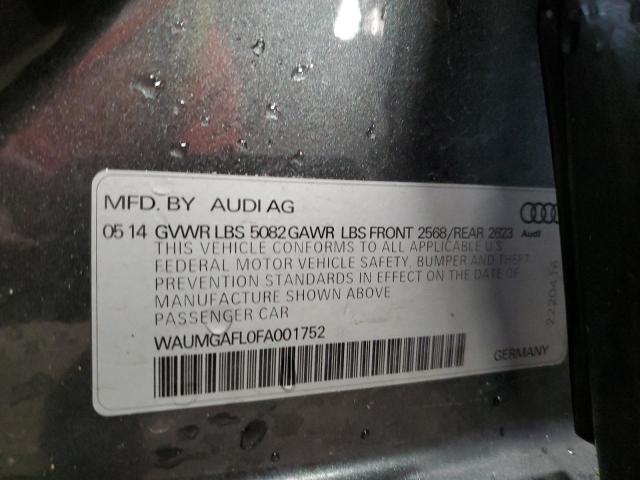 MFD. BY AUDI AG
05 14 GVWR LBS 5082 GAWR LBS FRONT 2568/REAR 2623
Audi
THIS VEHICLE CONFORMS TO ALL APPLICABLE U.S.
FEDERAL MOTOR VEHICLE SAFETY, BUMPER AND THEFT
PREVENTION STANDARDS IN EFFECT ON THE DATE OF
MANUFACTURE SHOWN ABOVE
PASSENGER CAR
WAUMGAFL0FA001752
GERMANY